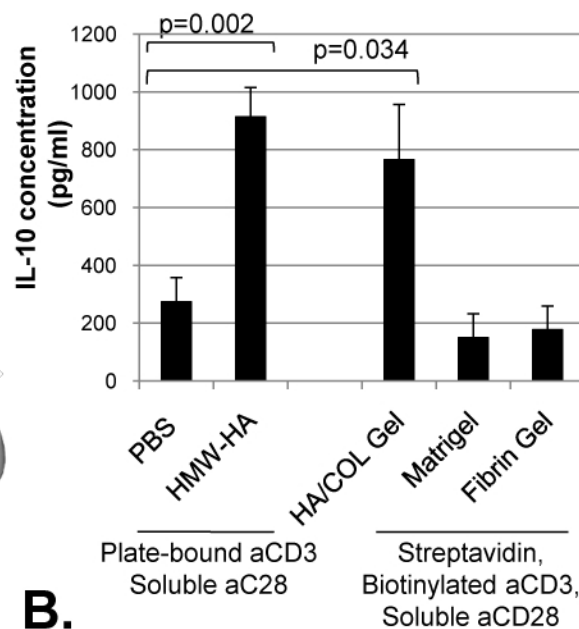 p=0.002
p=0.034
IL-10 concentration
(pg/ml)
1200
1000
800
600
400
200
0
PBS
HMW-HA
HA/COL Gel
Matrigel
Fibrin Gel
Plate-bound aCD3
Soluble aC28
Streptavidin,
Biotinylated aCD3,
Soluble aCD28
B.